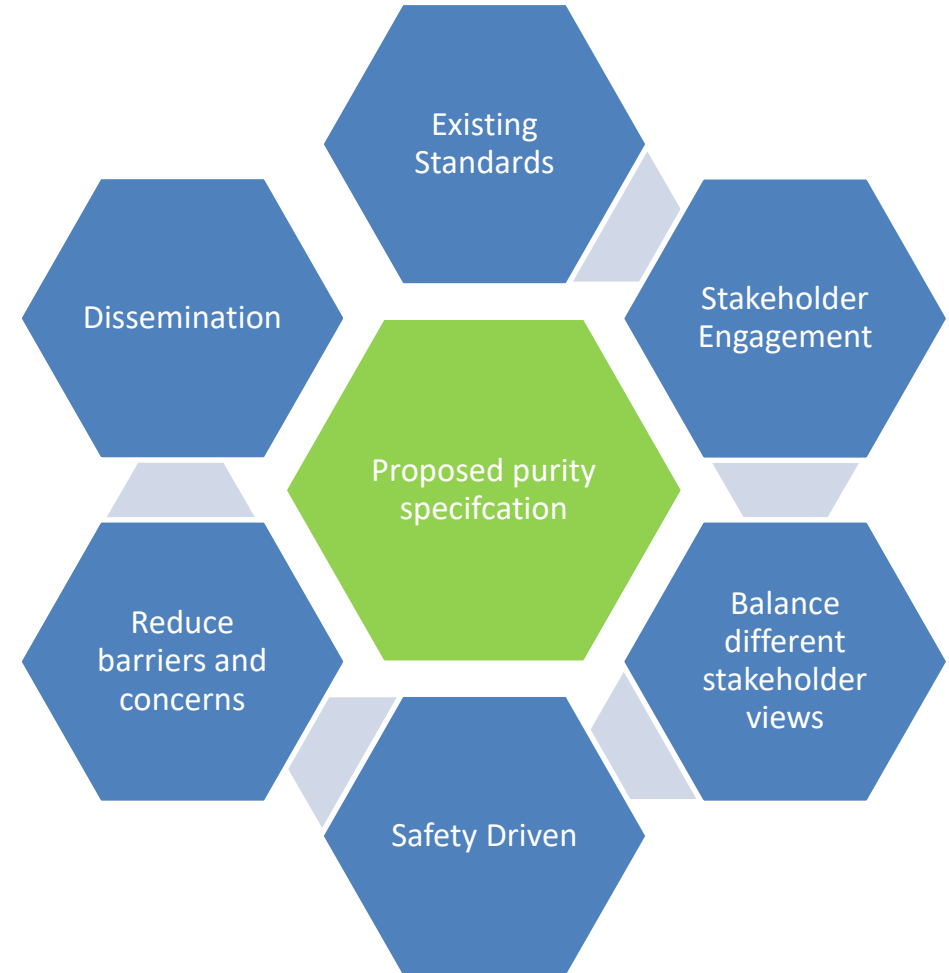 Existing
Standards
Stakeholder
Engagement
Balance
different
stakeholder
views
Safety Driven
Reduce
barriers and
concerns
Dissemination
Proposed purity
specifcation